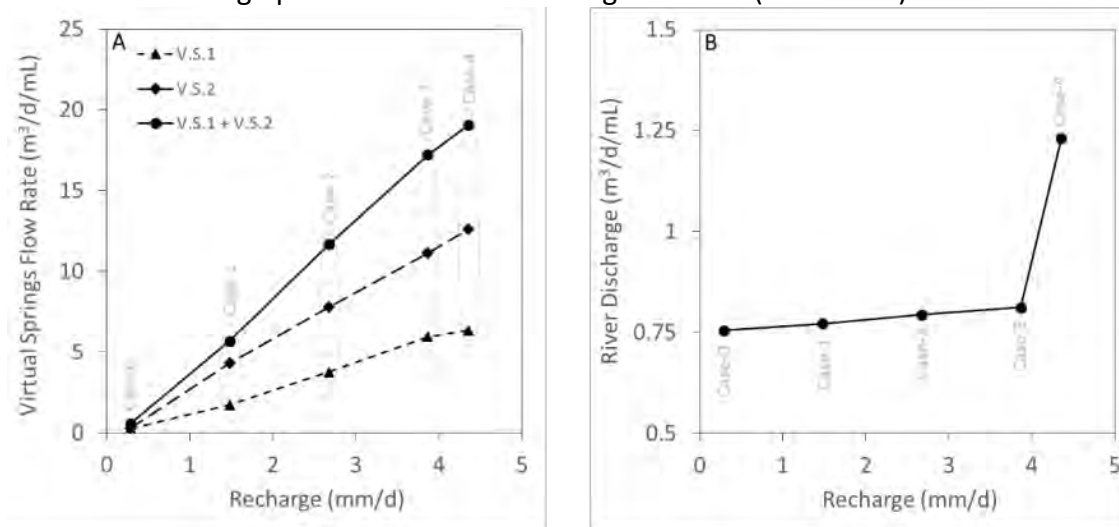 A
V.S.1
V.S.2
V.S.1 + V.S.2
Virtual Springs Flow Rate (m³/d/mL)
25
20
15
10
5
0
0 1 2 3 4 5
Recharge (mm/d)
B
River Discharge (m³/d/mL)
1.5
1.25
1
0.75
0.5
Case-0
Case-1
Case-3
0 1 2 3 4 5
Recharge (mm/d)